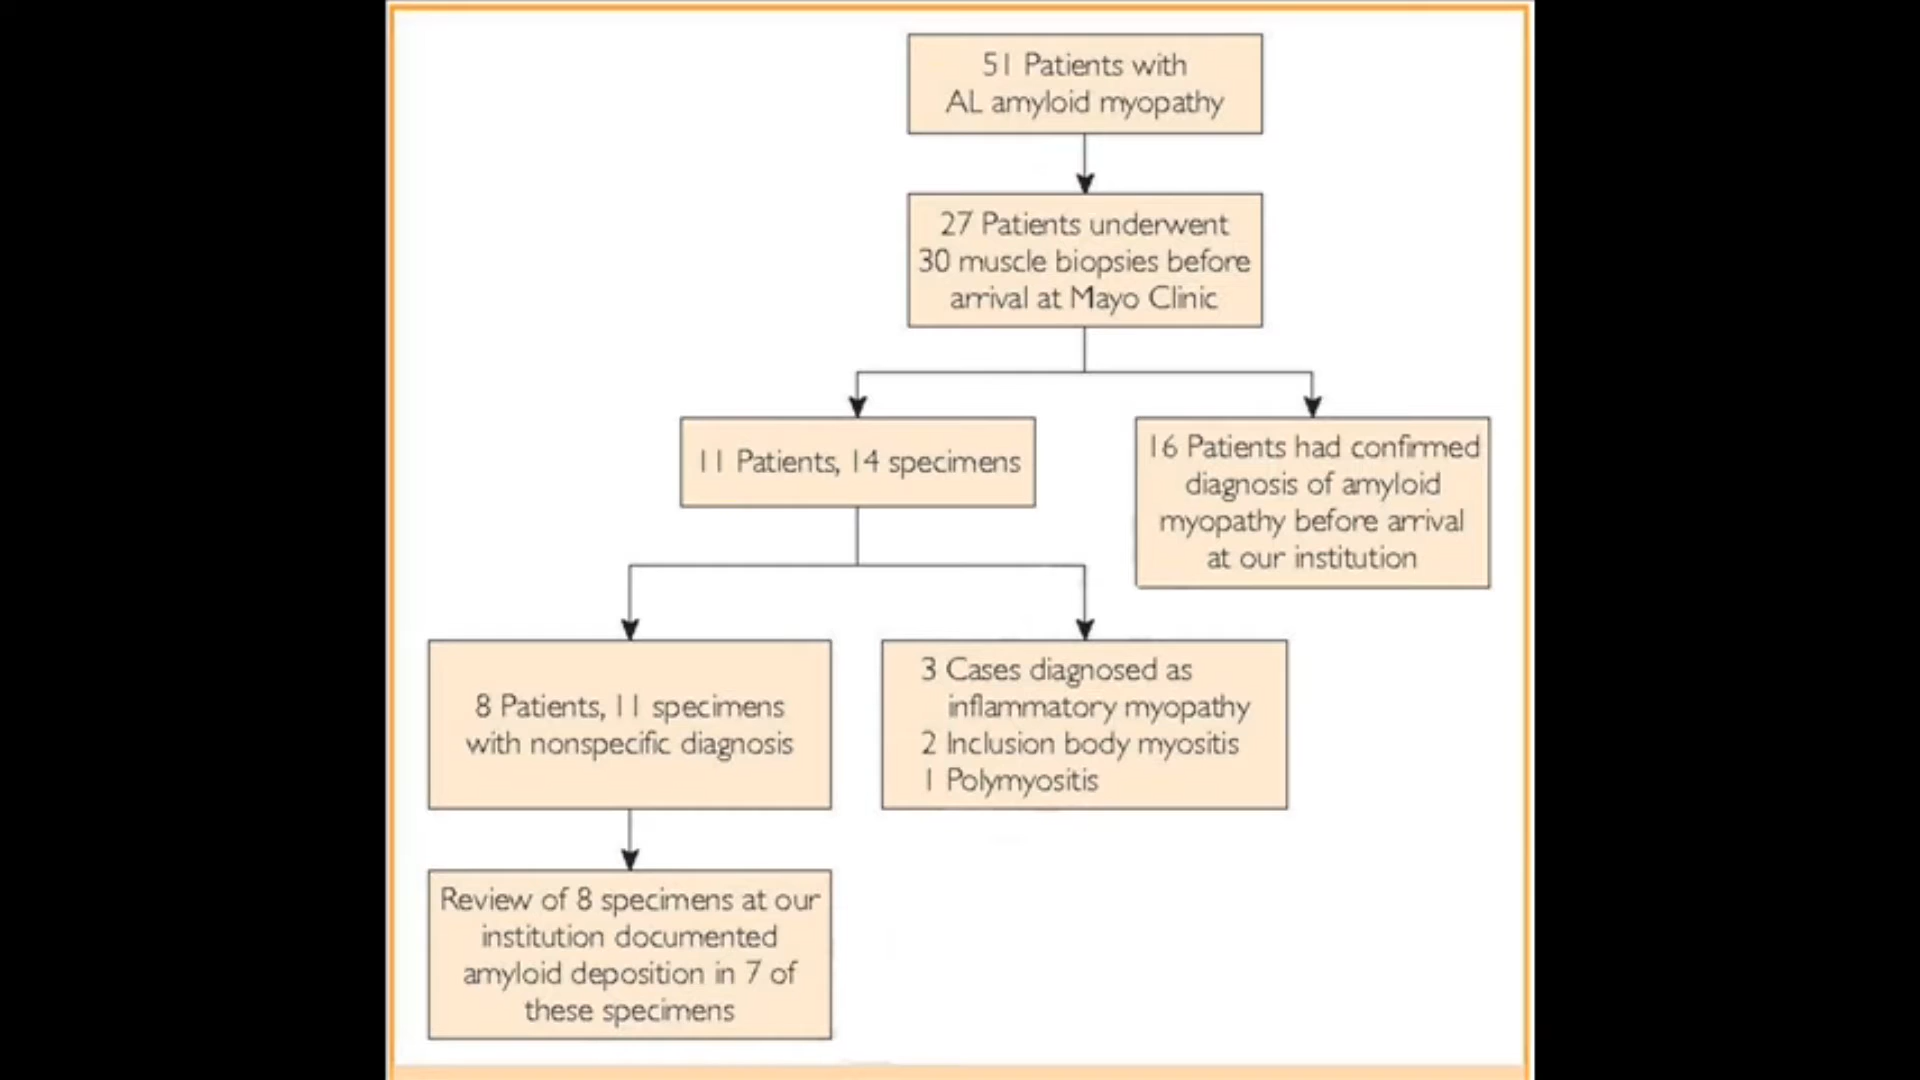 51 Patients with
AL amyloid myopathy
27 Patients underwent
30 muscle biopsies before
arrival at Mayo Clinic
11 Patients, 14 specimens
16 Patients had confirmed
diagnosis of amyloid
myopathy before arrival
at our institution
8 Patients, 11 specimens
with nonspecific diagnosis
3 Cases diagnosed as
inflammatory myopathy
2 Inclusion body myositis
1 Polymyositis
Review of 8 specimens at our
institution documented
amyloid deposition in 7 of
these specimens